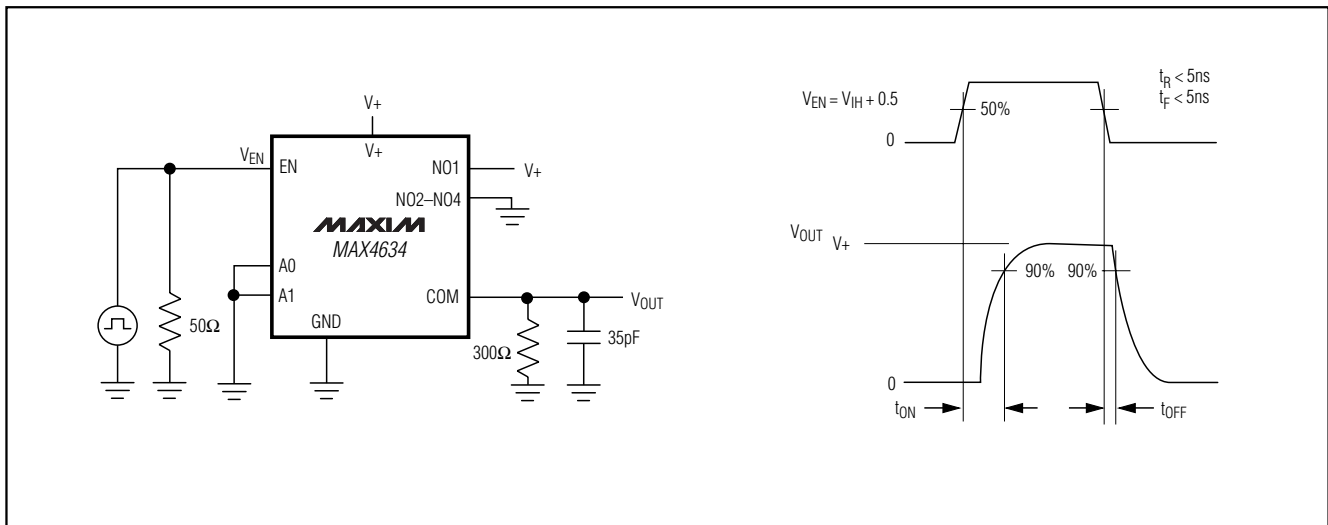 V+
V+
VEN
EN
NO1
V+
NO2–NO4
MAXIM
MAX4634
A0
A1
COM
VOUT
GND
50Ω
300Ω
35pF
tR < 5ns
tF < 5ns
VEN = VIH + 0.5
50%
0
VOUT
V+
90%
90%
0
tON
tOFF